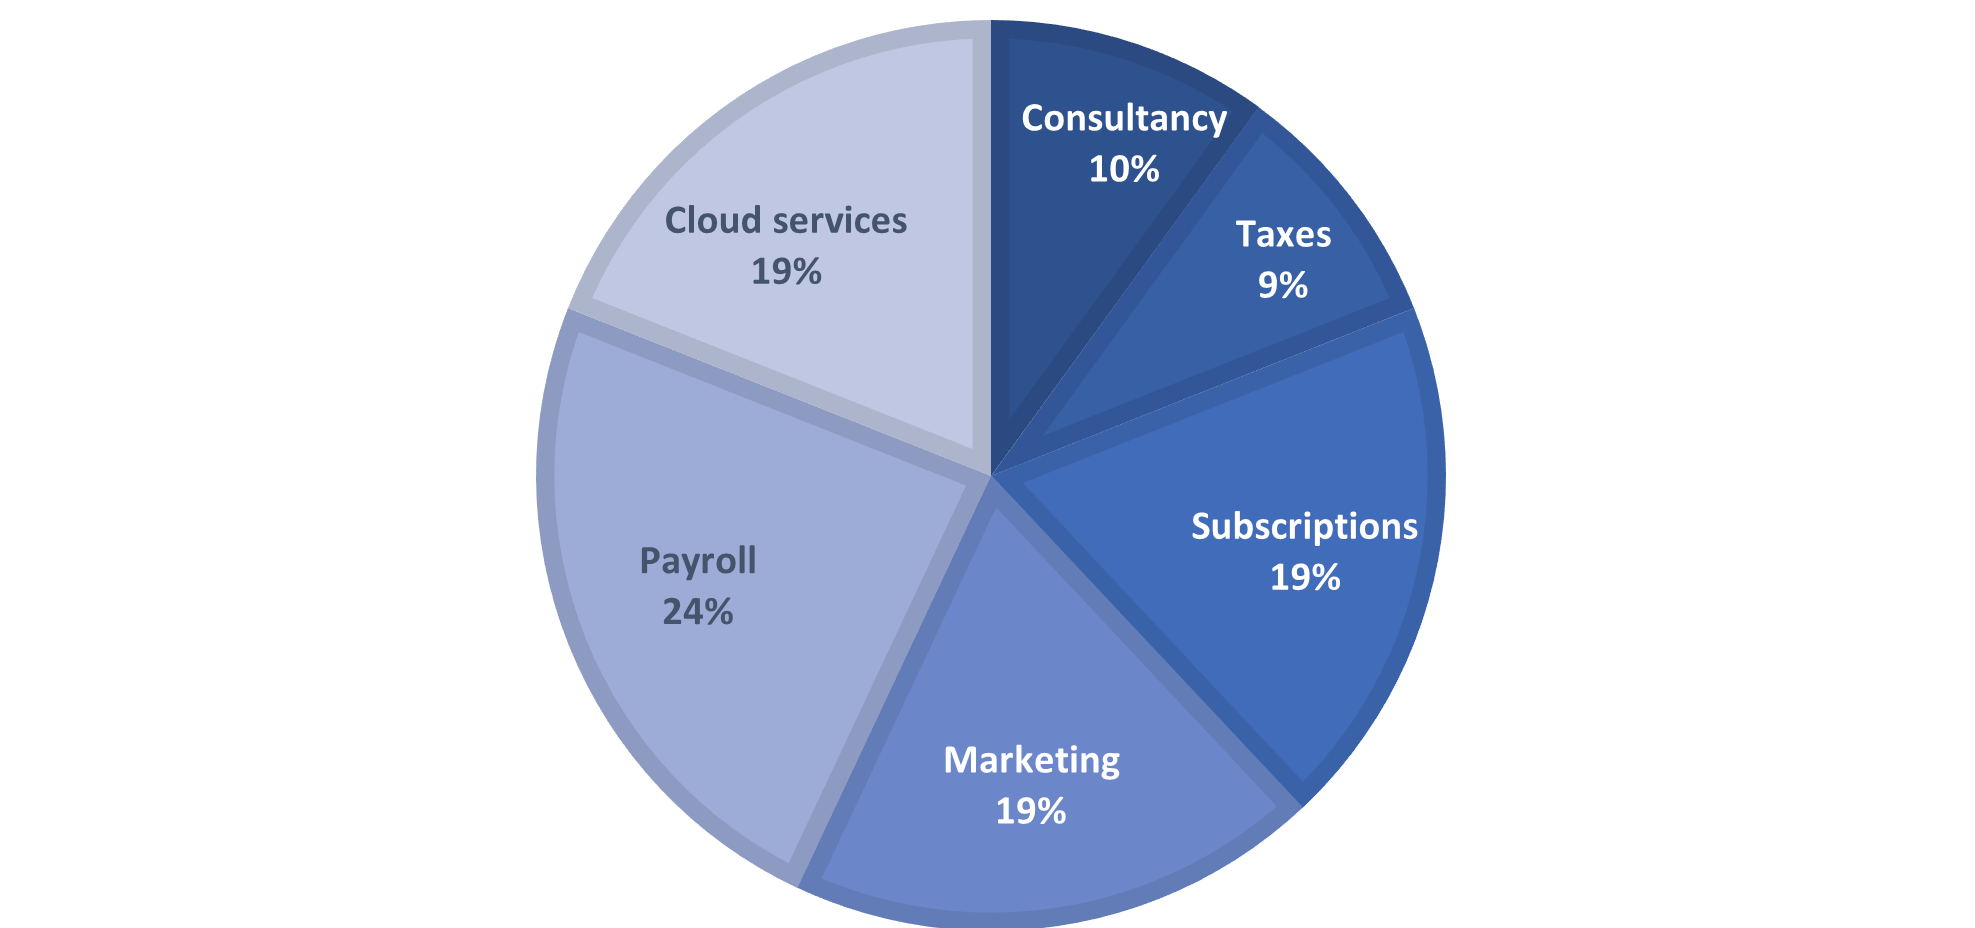 Consultancy
10%
Taxes
9%
Subscriptions
19%
Marketing
19%
Payroll
24%
Cloud services
19%